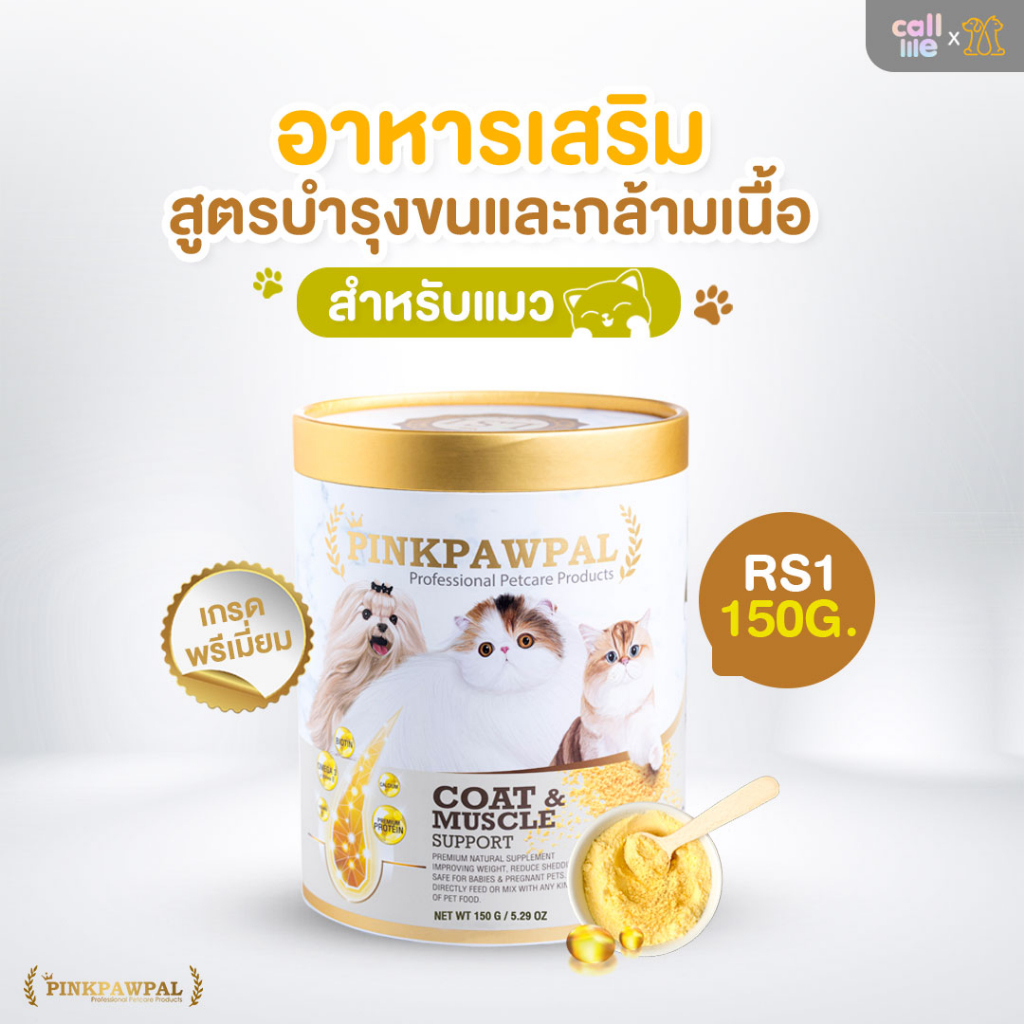 call me x
อาหารเสริม
สูตรบำรุงขนและกล้ามเนื้อ
สำหรับแมว
เกรด
พรีเมี่ยม
RS1
150G.
PINKPAWPAL
Professional Petcare Products
BIOTIN
CALCIUM
PREMIUM
PROTEIN
COAT &
MUSCLE
SUPPORT
PREMIUM NATURAL SUPPLEMENT
IMPROVING WEIGHT, REDUCE SHEDD
SAFE FOR BABIES & PREGNANT PETS.
DIRECTLY FEED OR MIX WITH ANY KIN
OF PET FOOD.
NET WT 150 G / 5.29 OZ
PINKPAWPAL
Professional Petcare Products